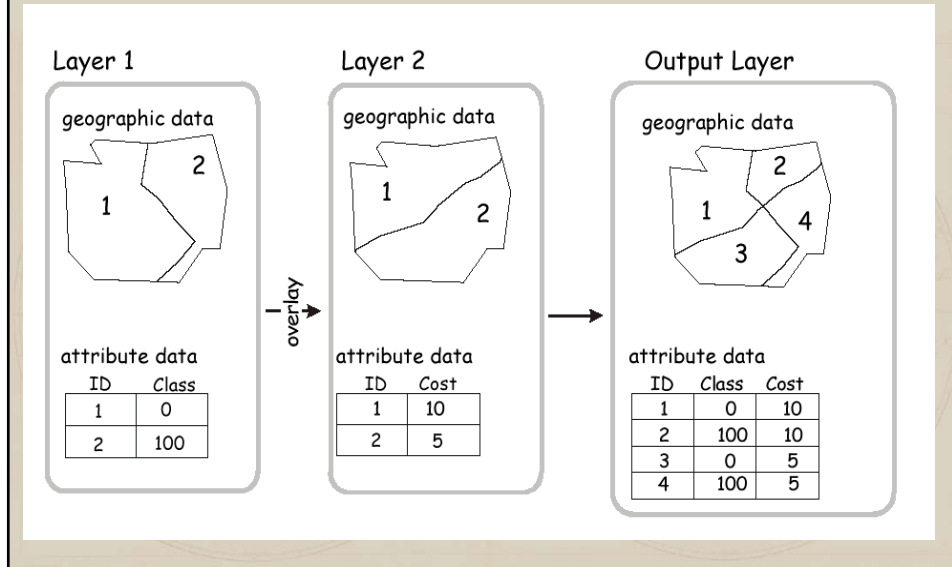 Layer 1
geographic data
1
2
attribute data
ID Class
1 0
2 100
overlay
Layer 2
geographic data
1
2
attribute data
ID Cost
1 10
2 5
Output Layer
geographic data
2
1
4
3
attribute data
ID Class Cost
1 0 10
2 100 10
3 0 5
4 100 5